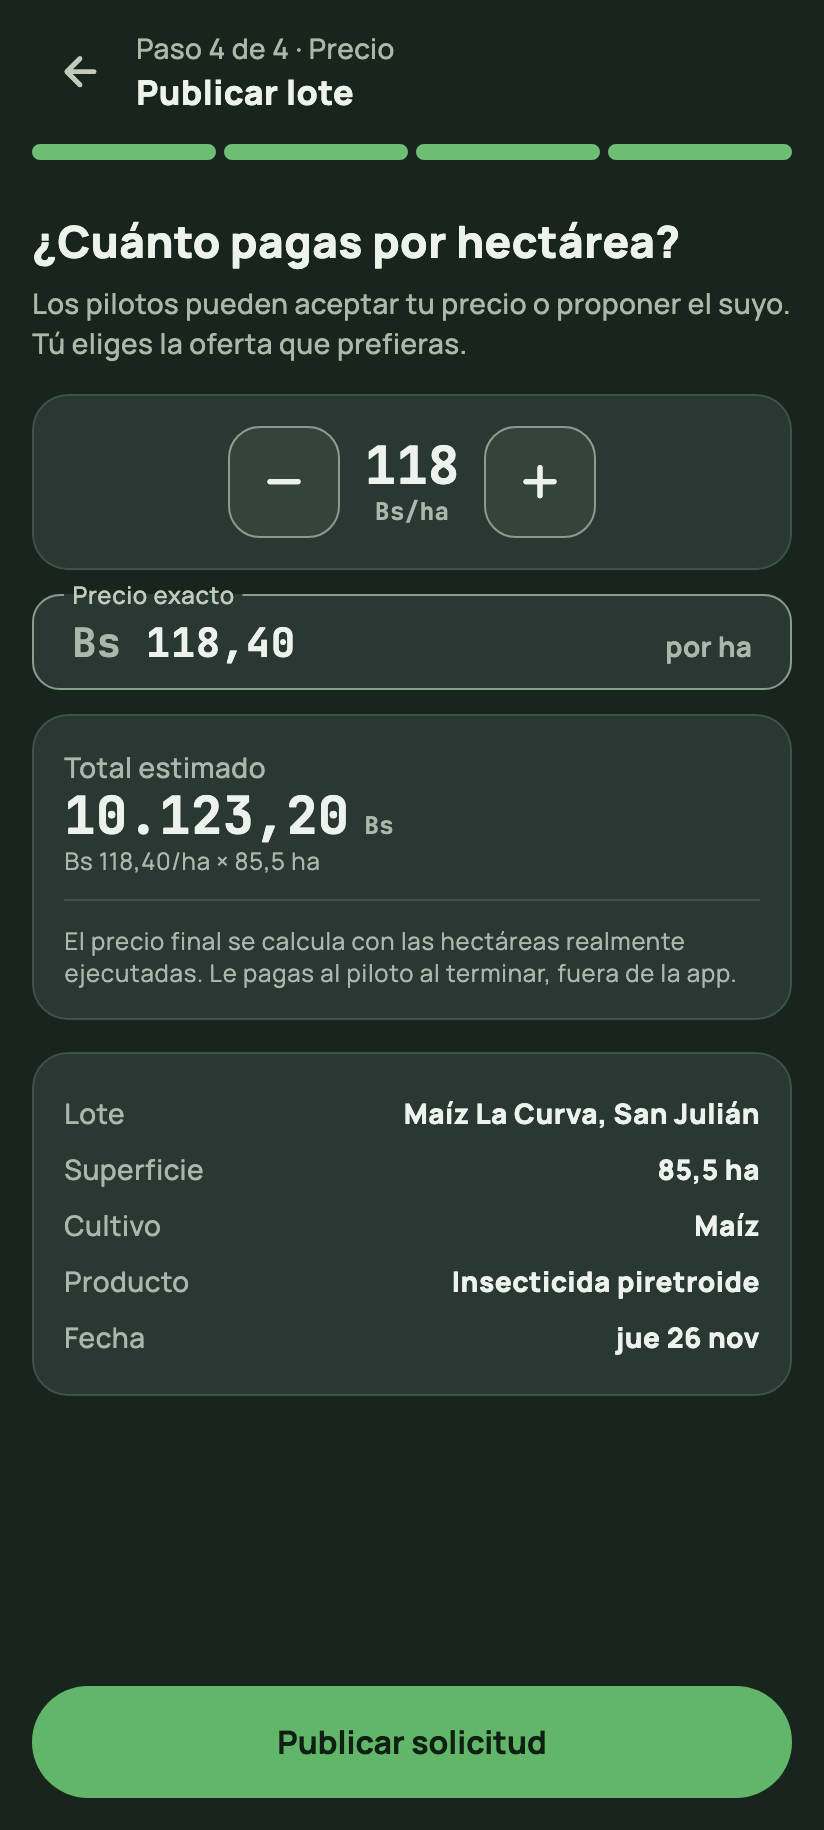 Paso 4 de 4 · Precio
Publicar lote
¿Cuánto pagas por hectárea?
Los pilotos pueden aceptar tu precio o proponer el suyo.
Tú eliges la oferta que prefieras.
− 118 +
Bs/ha
Precio exacto
Bs 118,40 por ha
Total estimado
10.123,20 Bs
Bs 118,40/ha × 85,5 ha
El precio final se calcula con las hectáreas realmente
ejecutadas. Le pagas al piloto al terminar, fuera de la app.
Lote Maíz La Curva, San Julián
Superficie 85,5 ha
Cultivo Maíz
Producto Insecticida piretroide
Fecha jue 26 nov
Publicar solicitud